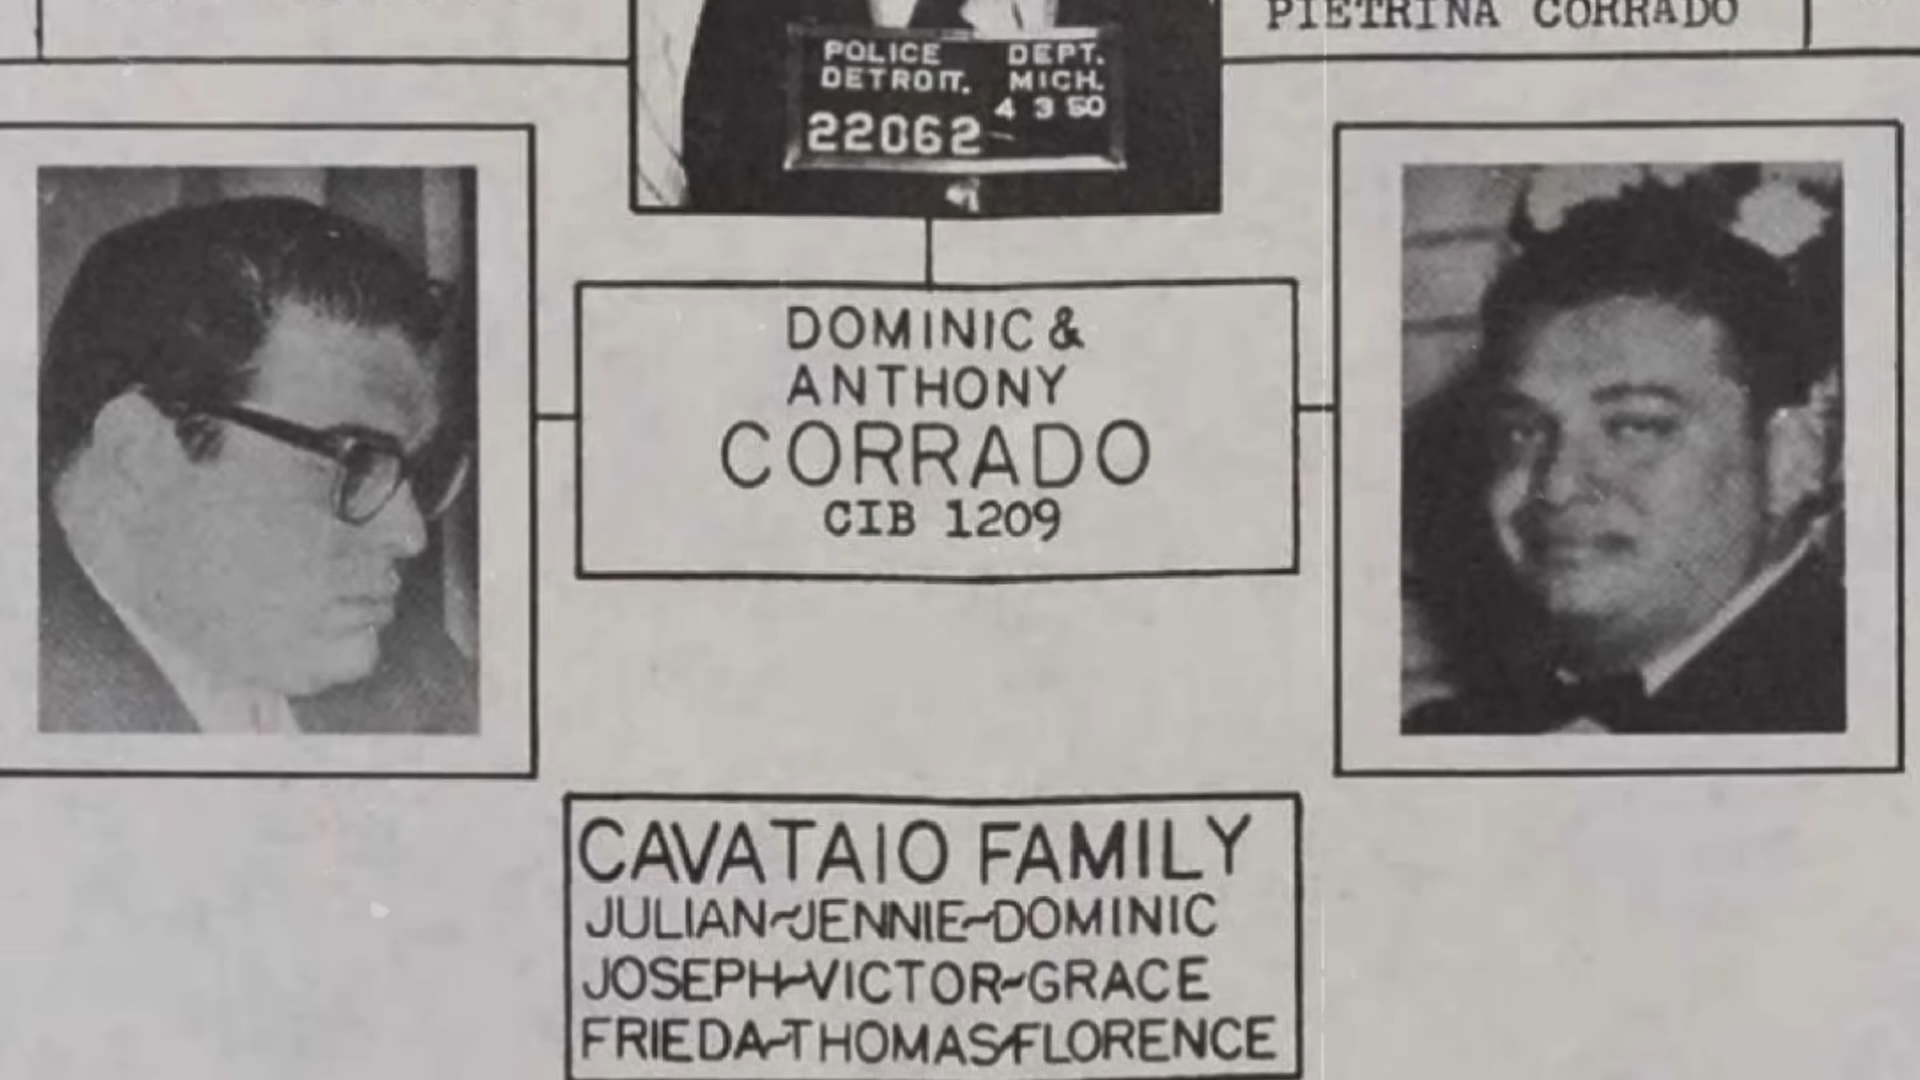 PIETRINA CORRADO
POLICE DEPT.
DETROIT. MICH.
4 3 50
22062
DOMINIC &
ANTHONY
CORRADO
CIB 1209
CAVATAIO FAMILY
JULIAN~JENNIE~DOMINIC
JOSEPH~VICTOR~GRACE
FRIEDA~THOMAS~FLORENCE